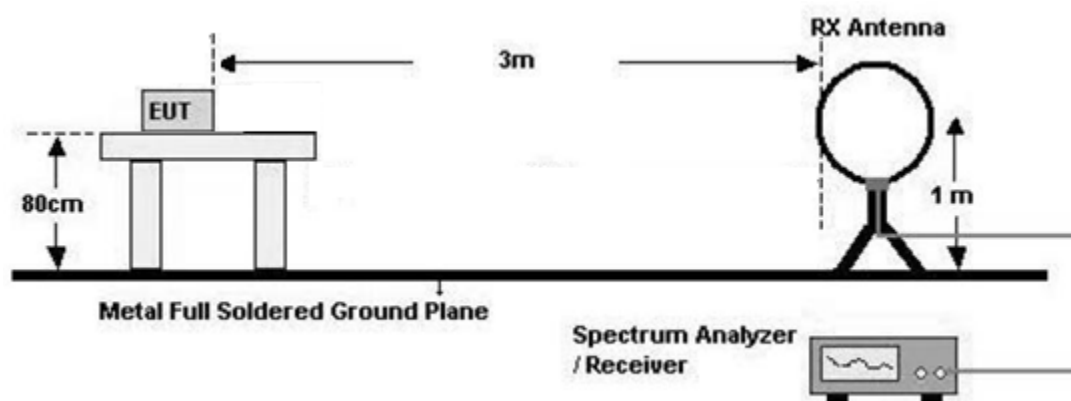 RX Antenna
3m
EUT
80cm
1 m
Metal Full Soldered Ground Plane
Spectrum Analyzer
/ Receiver